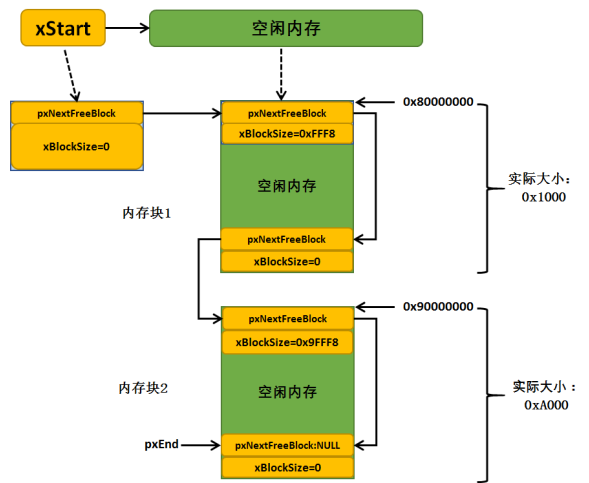 xStart
空闲内存
pxNextFreeBlock
xBlockSize=0
pxNextFreeBlock
xBlockSize=0xFFF8
空闲内存
pxNextFreeBlock
xBlockSize=0
内存块1
0x80000000
实际大小：
0x1000
pxNextFreeBlock
xBlockSize=0x9FFF8
空闲内存
pxNextFreeBlock:NULL
xBlockSize=0
内存块2
pxEnd
0x90000000
实际大小：
0xA000